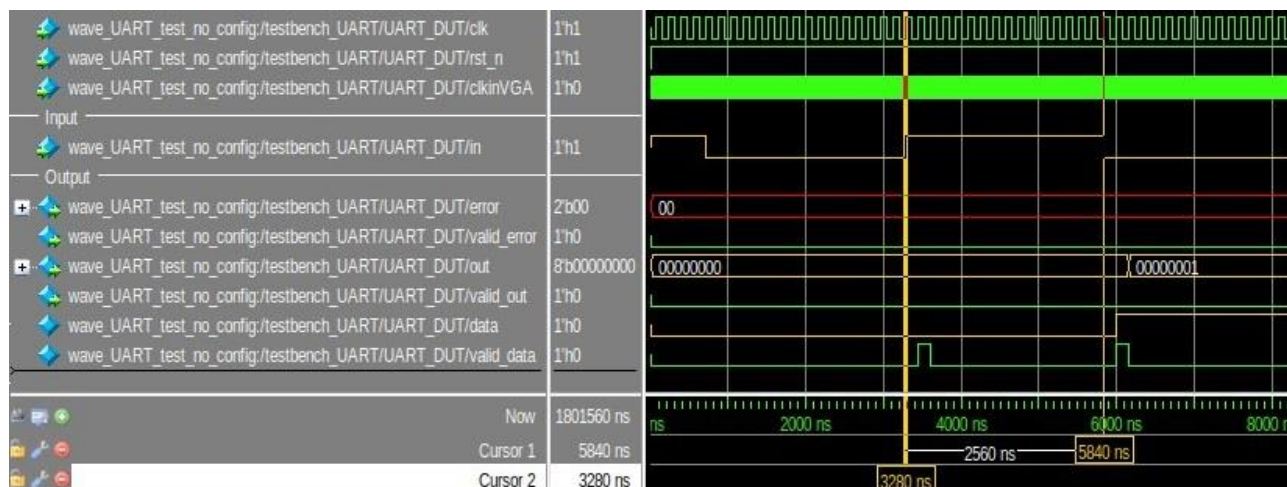 wave_UART_test_no_config:/testbench_UART/UART_DUT/clk 1'h1
wave_UART_test_no_config:/testbench_UART/UART_DUT/rst_n 1'h1
wave_UART_test_no_config:/testbench_UART/UART_DUT/clkinVGA 1'h0
Input
wave_UART_test_no_config:/testbench_UART/UART_DUT/in 1'h1
Output
wave_UART_test_no_config:/testbench_UART/UART_DUT/error 2'b00 00
wave_UART_test_no_config:/testbench_UART/UART_DUT/valid_error 1'h0
wave_UART_test_no_config:/testbench_UART/UART_DUT/out 8'b00000000 00000000 00000001
wave_UART_test_no_config:/testbench_UART/UART_DUT/valid_out 1'h0
wave_UART_test_no_config:/testbench_UART/UART_DUT/data 1'h0
wave_UART_test_no_config:/testbench_UART/UART_DUT/valid_data 1'h0
Now 1801560 ns ns 2000 ns 4000 ns 6000 ns 8000
Cursor 1 5840 ns 2560 ns 5840 ns
Cursor 2 3280 ns 3280 ns